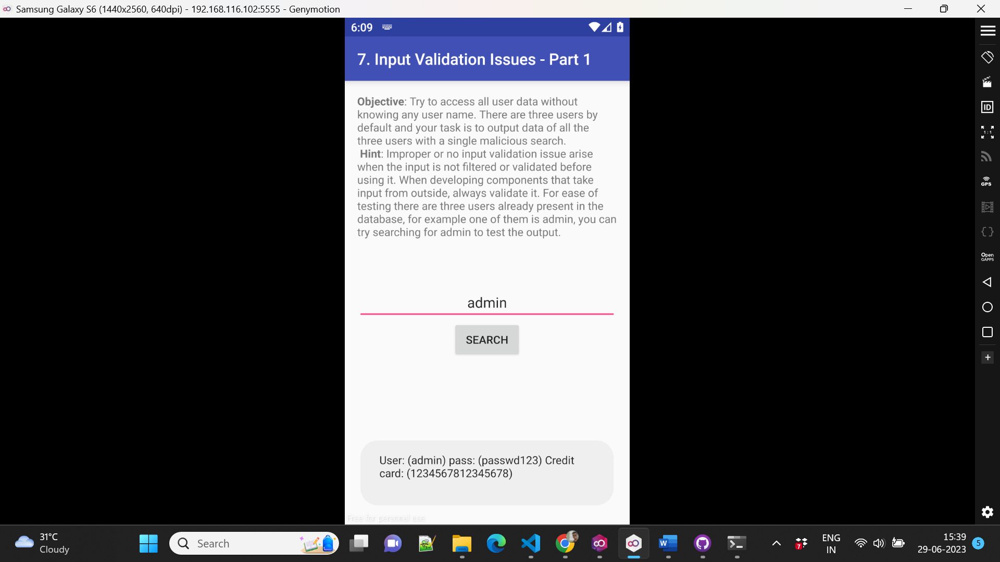 Samsung Galaxy S6 (1440x2560, 640dpi) - 192.168.116.102:5555 - Genymotion
6:09
7. Input Validation Issues - Part 1
Objective: Try to access all user data without
knowing any user name. There are three users by
default and your task is to output data of all the
three users with a single malicious search.
Hint: Improper or no input validation issue arise
when the input is not filtered or validated before
using it. When developing components that take
input from outside, always validate it. For ease of
testing there are three users already present in the
database, for example one of them is admin, you can
try searching for admin to test the output.
admin
SEARCH
User: (admin) pass: (passwd123) Credit
card: (1234567812345678)
Free for personal use
ID
1:1
GPS
Open
GAPPS
31°C
Cloudy
Search
W
7
ENG
IN
15:39
29-06-2023
5